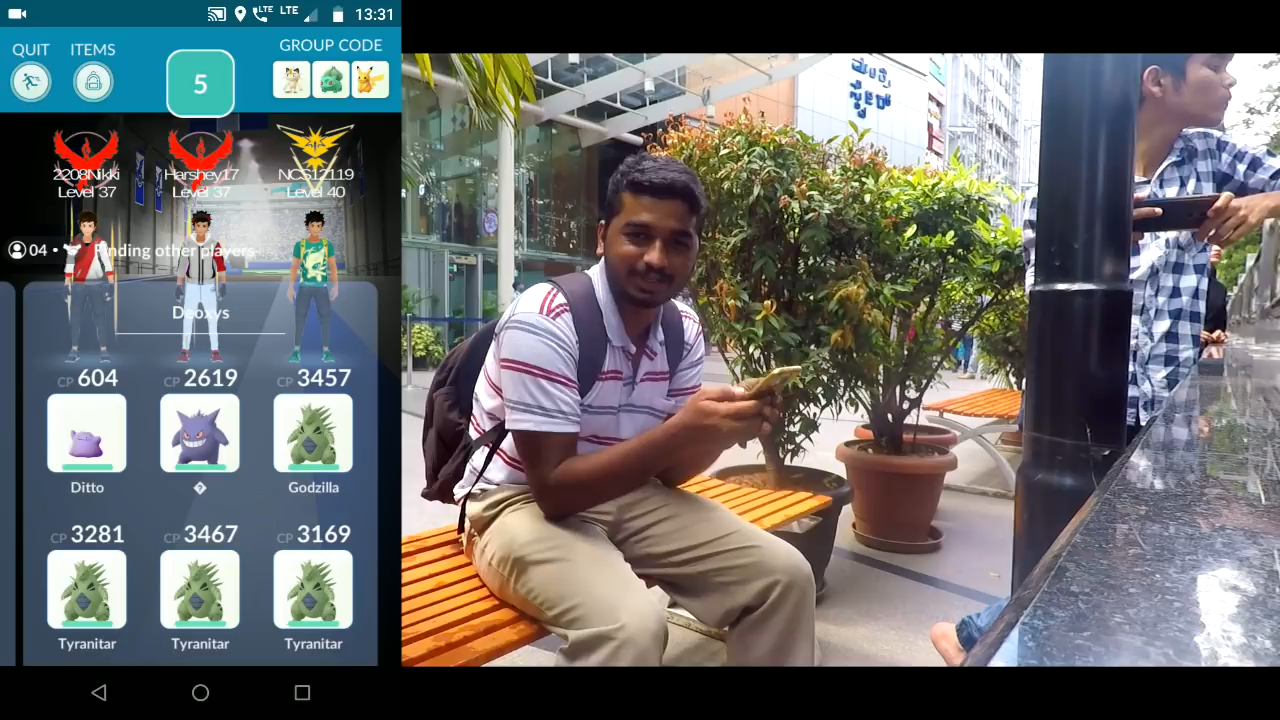 LTE LTE 13:31
QUIT ITEMS
5
GROUP CODE
2208Nikki Harshey17 NCS12119
Level 37 Level 37 Level 40
04 • Finding other players
Deoxys
CP 604 CP 2619 CP 3457
Ditto Godzilla
CP 3281 CP 3467 CP 3169
Tyranitar Tyranitar Tyranitar